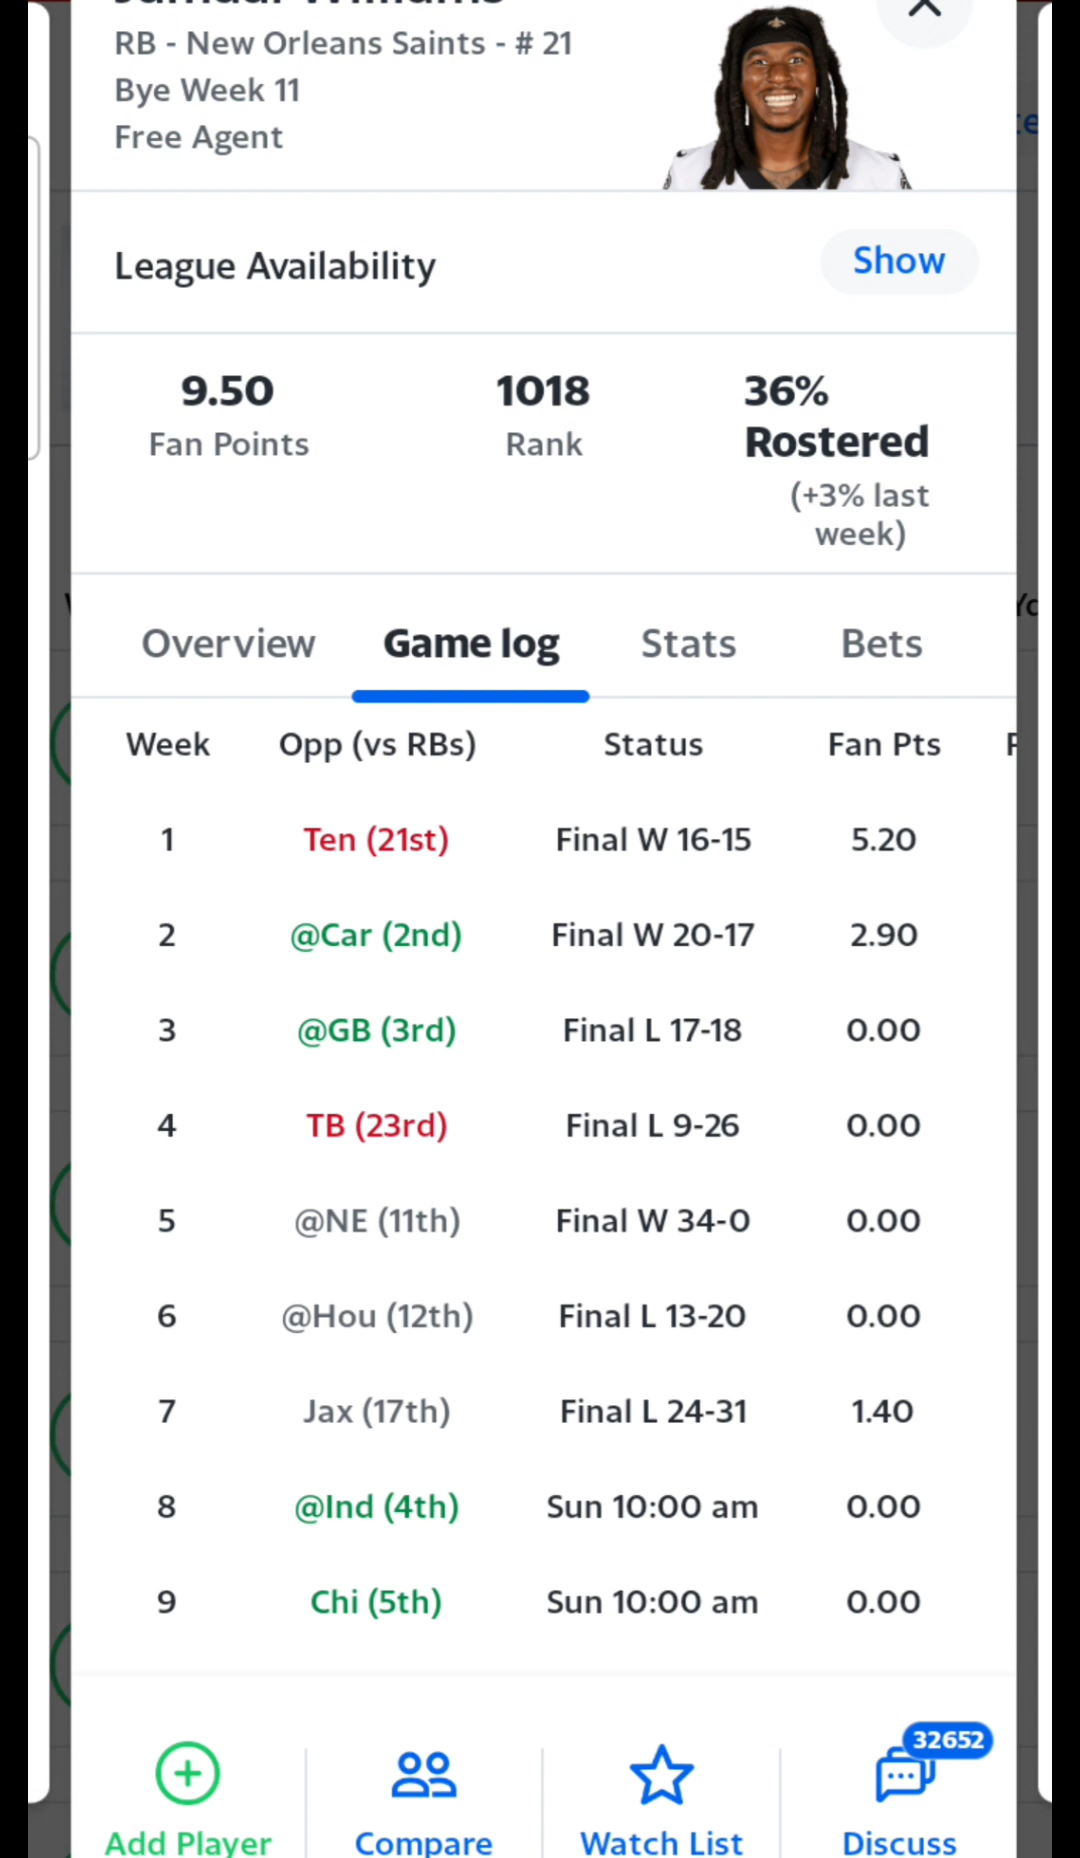 RB - New Orleans Saints - # 21
Bye Week 11
Free Agent
League Availability
Show
9.50
Fan Points
1018
Rank
36%
Rostered
(+3% last
week)
Overview Game log Stats Bets
Week Opp (vs RBs) Status Fan Pts
1 Ten (21st) Final W 16-15 5.20
2 @Car (2nd) Final W 20-17 2.90
3 @GB (3rd) Final L 17-18 0.00
4 TB (23rd) Final L 9-26 0.00
5 @NE (11th) Final W 34-0 0.00
6 @Hou (12th) Final L 13-20 0.00
7 Jax (17th) Final L 24-31 1.40
8 @Ind (4th) Sun 10:00 am 0.00
9 Chi (5th) Sun 10:00 am 0.00
32652
Add Player Compare Watch List Discuss